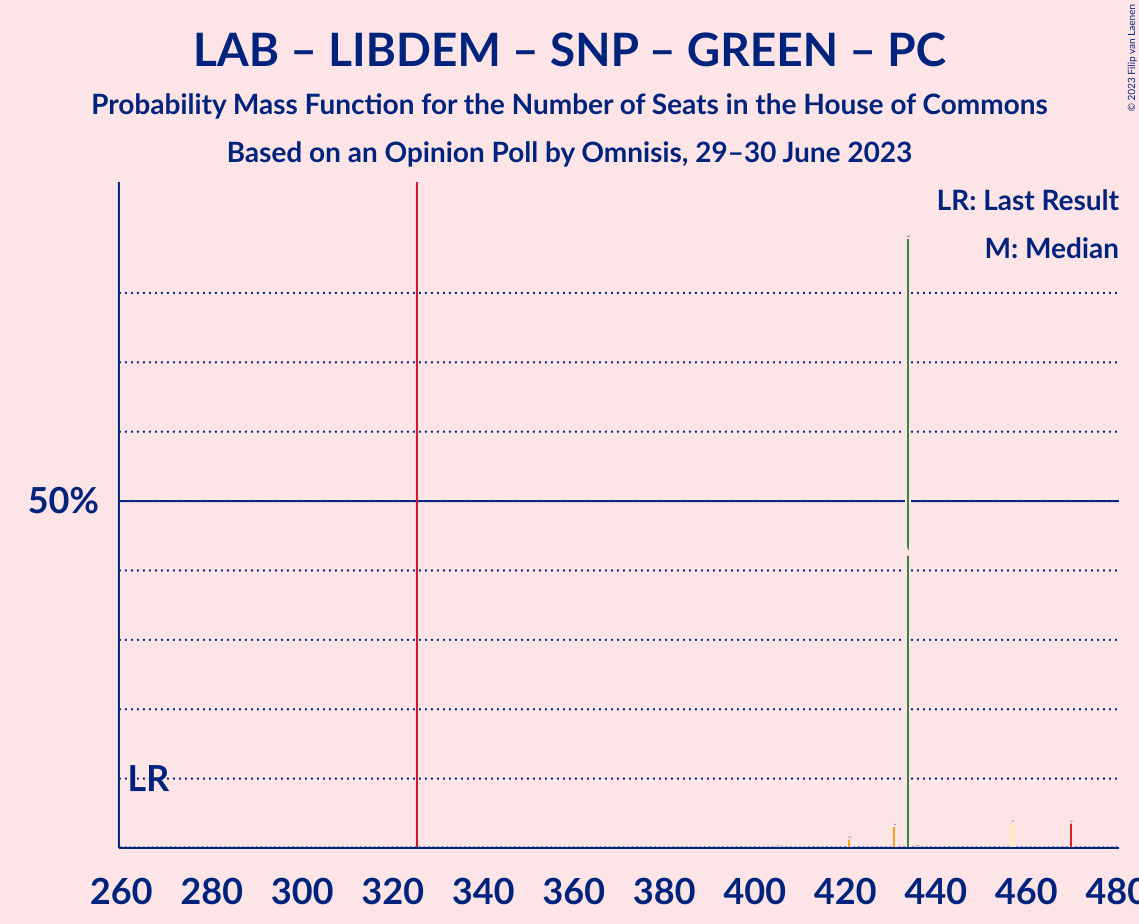 LAB – LIBDEM – SNP – GREEN – PC
Probability Mass Function for the Number of Seats in the House of Commons
Based on an Opinion Poll by Omnisis, 29–30 June 2023
© 2023 Filip van Laenen
LR: Last Result
M: Median
50%
LR
260 280 300 320 340 360 380 400 420 440 460 480